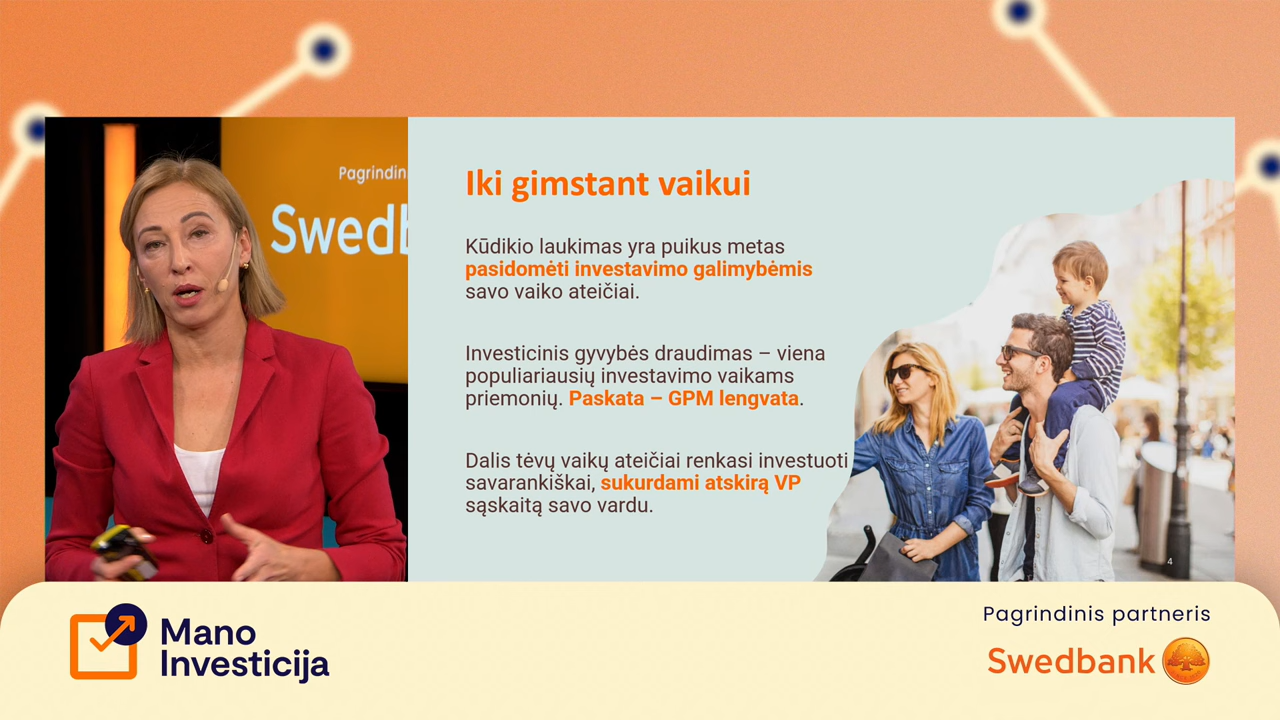 Pagrindin
Swedb
Iki gimstant vaikui
Kūdikio laukimas yra puikus metas
pasidomėti investavimo galimybėmis
savo vaiko ateičiai.
Investicinis gyvybės draudimas – viena
populiariausių investavimo vaikams
priemonių. Paskata – GPM lengvata.
Dalis tėvų vaikų ateičiai renkasi investuoti
savarankiškai, sukurdami atskirą VP
sąskaitą savo vardu.
4
Mano
Investicija
Pagrindinis partneris
Swedbank